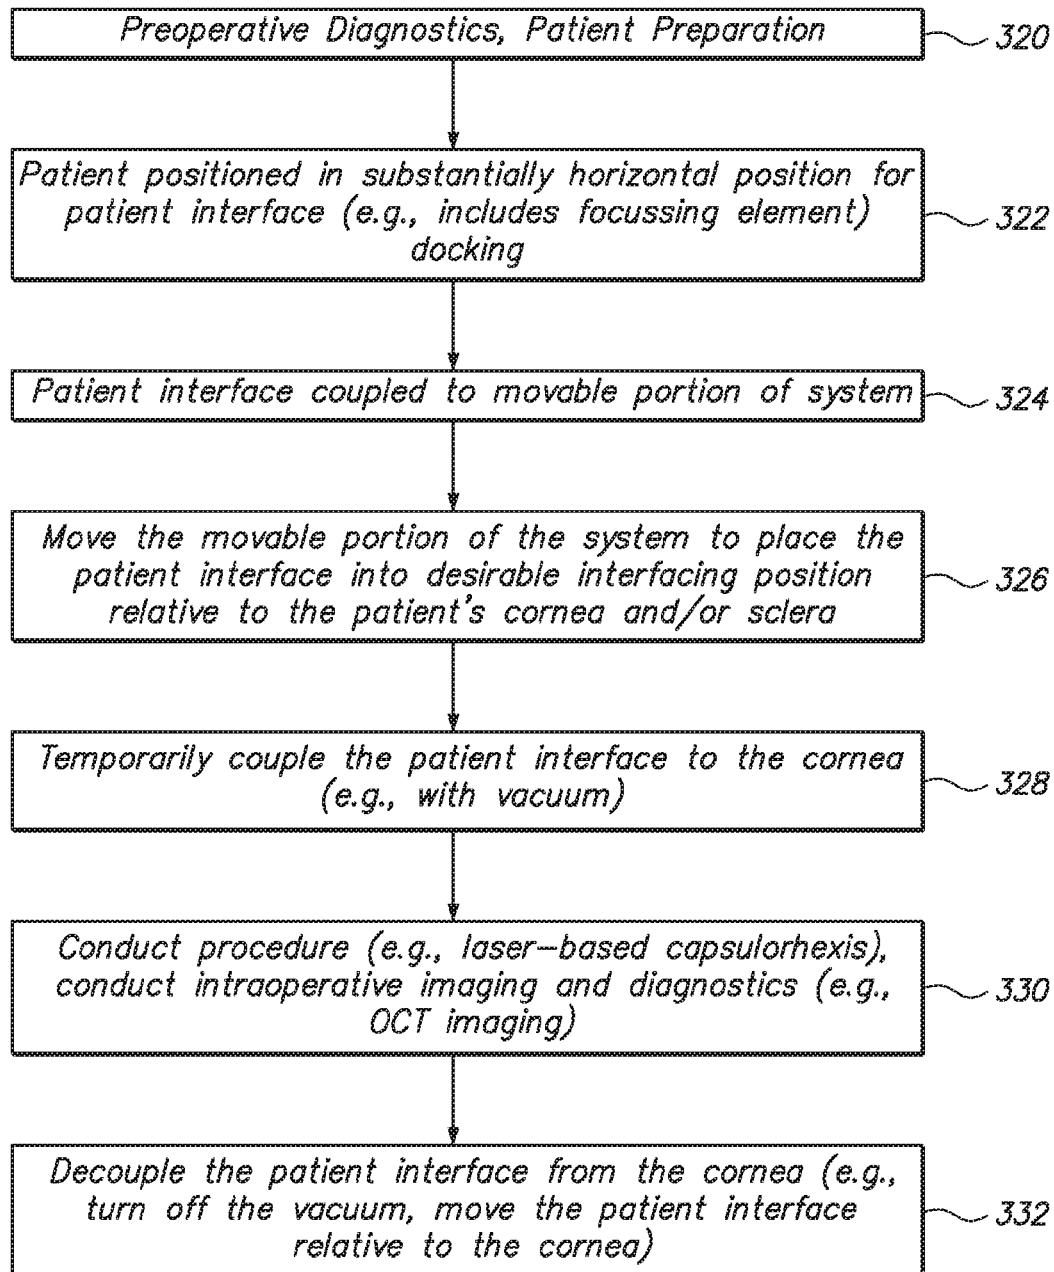 Preoperative Diagnostics, Patient Preparation
320
Patient positioned in substantially horizontal position for
patient interface (e.g., includes focussing element)
docking
322
Patient interface coupled to movable portion of system
324
Move the movable portion of the system to place the
patient interface into desirable interfacing position
relative to the patient's cornea and/or sclera
326
Temporarily couple the patient interface to the cornea
(e.g., with vacuum)
328
Conduct procedure (e.g., laser-based capsulorhexis),
conduct intraoperative imaging and diagnostics (e.g.,
OCT imaging)
330
Decouple the patient interface from the cornea (e.g.,
turn off the vacuum, move the patient interface
relative to the cornea)
332